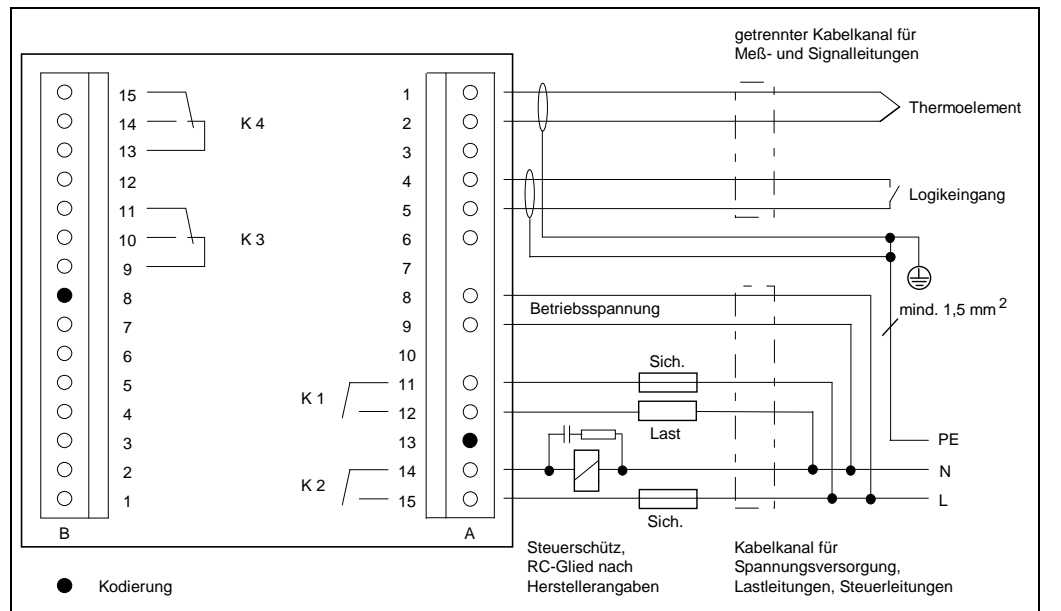 getrennter Kabelkanal für
Meß- und Signalleitungen
15
14
13
12
11
10
9
8
7
6
5
4
3
2
1
B
K 4
K 3
K 1
K 2
1
2
3
4
5
6
7
8
9
10
11
12
13
14
15
A
Thermoelement
Logikeingang
mind. 1,5 mm²
Betriebsspannung
Sich.
Last
Sich.
PE
N
L
Steuerschütz,
RC-Glied nach
Herstellerangaben
Kabelkanal für
Spannungsversorgung,
Lastleitungen, Steuerleitungen
Kodierung